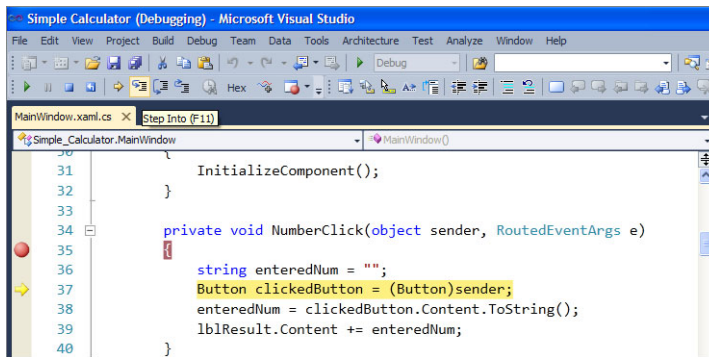 Simple Calculator (Debugging) - Microsoft Visual Studio
File Edit View Project Build Debug Team Data Tools Architecture Test Analyze Window Help
Debug
Hex
MainWindow.xaml.cs × Step Into (F11)
Simple_Calculator.MainWindow MainWindow()
30 {
31 InitializeComponent();
32 }
33
34 private void NumberClick(object sender, RoutedEventArgs e)
35 {
36 string enteredNum = "";
37 Button clickedButton = (Button)sender;
38 enteredNum = clickedButton.Content.ToString();
39 lblResult.Content += enteredNum;
40 }